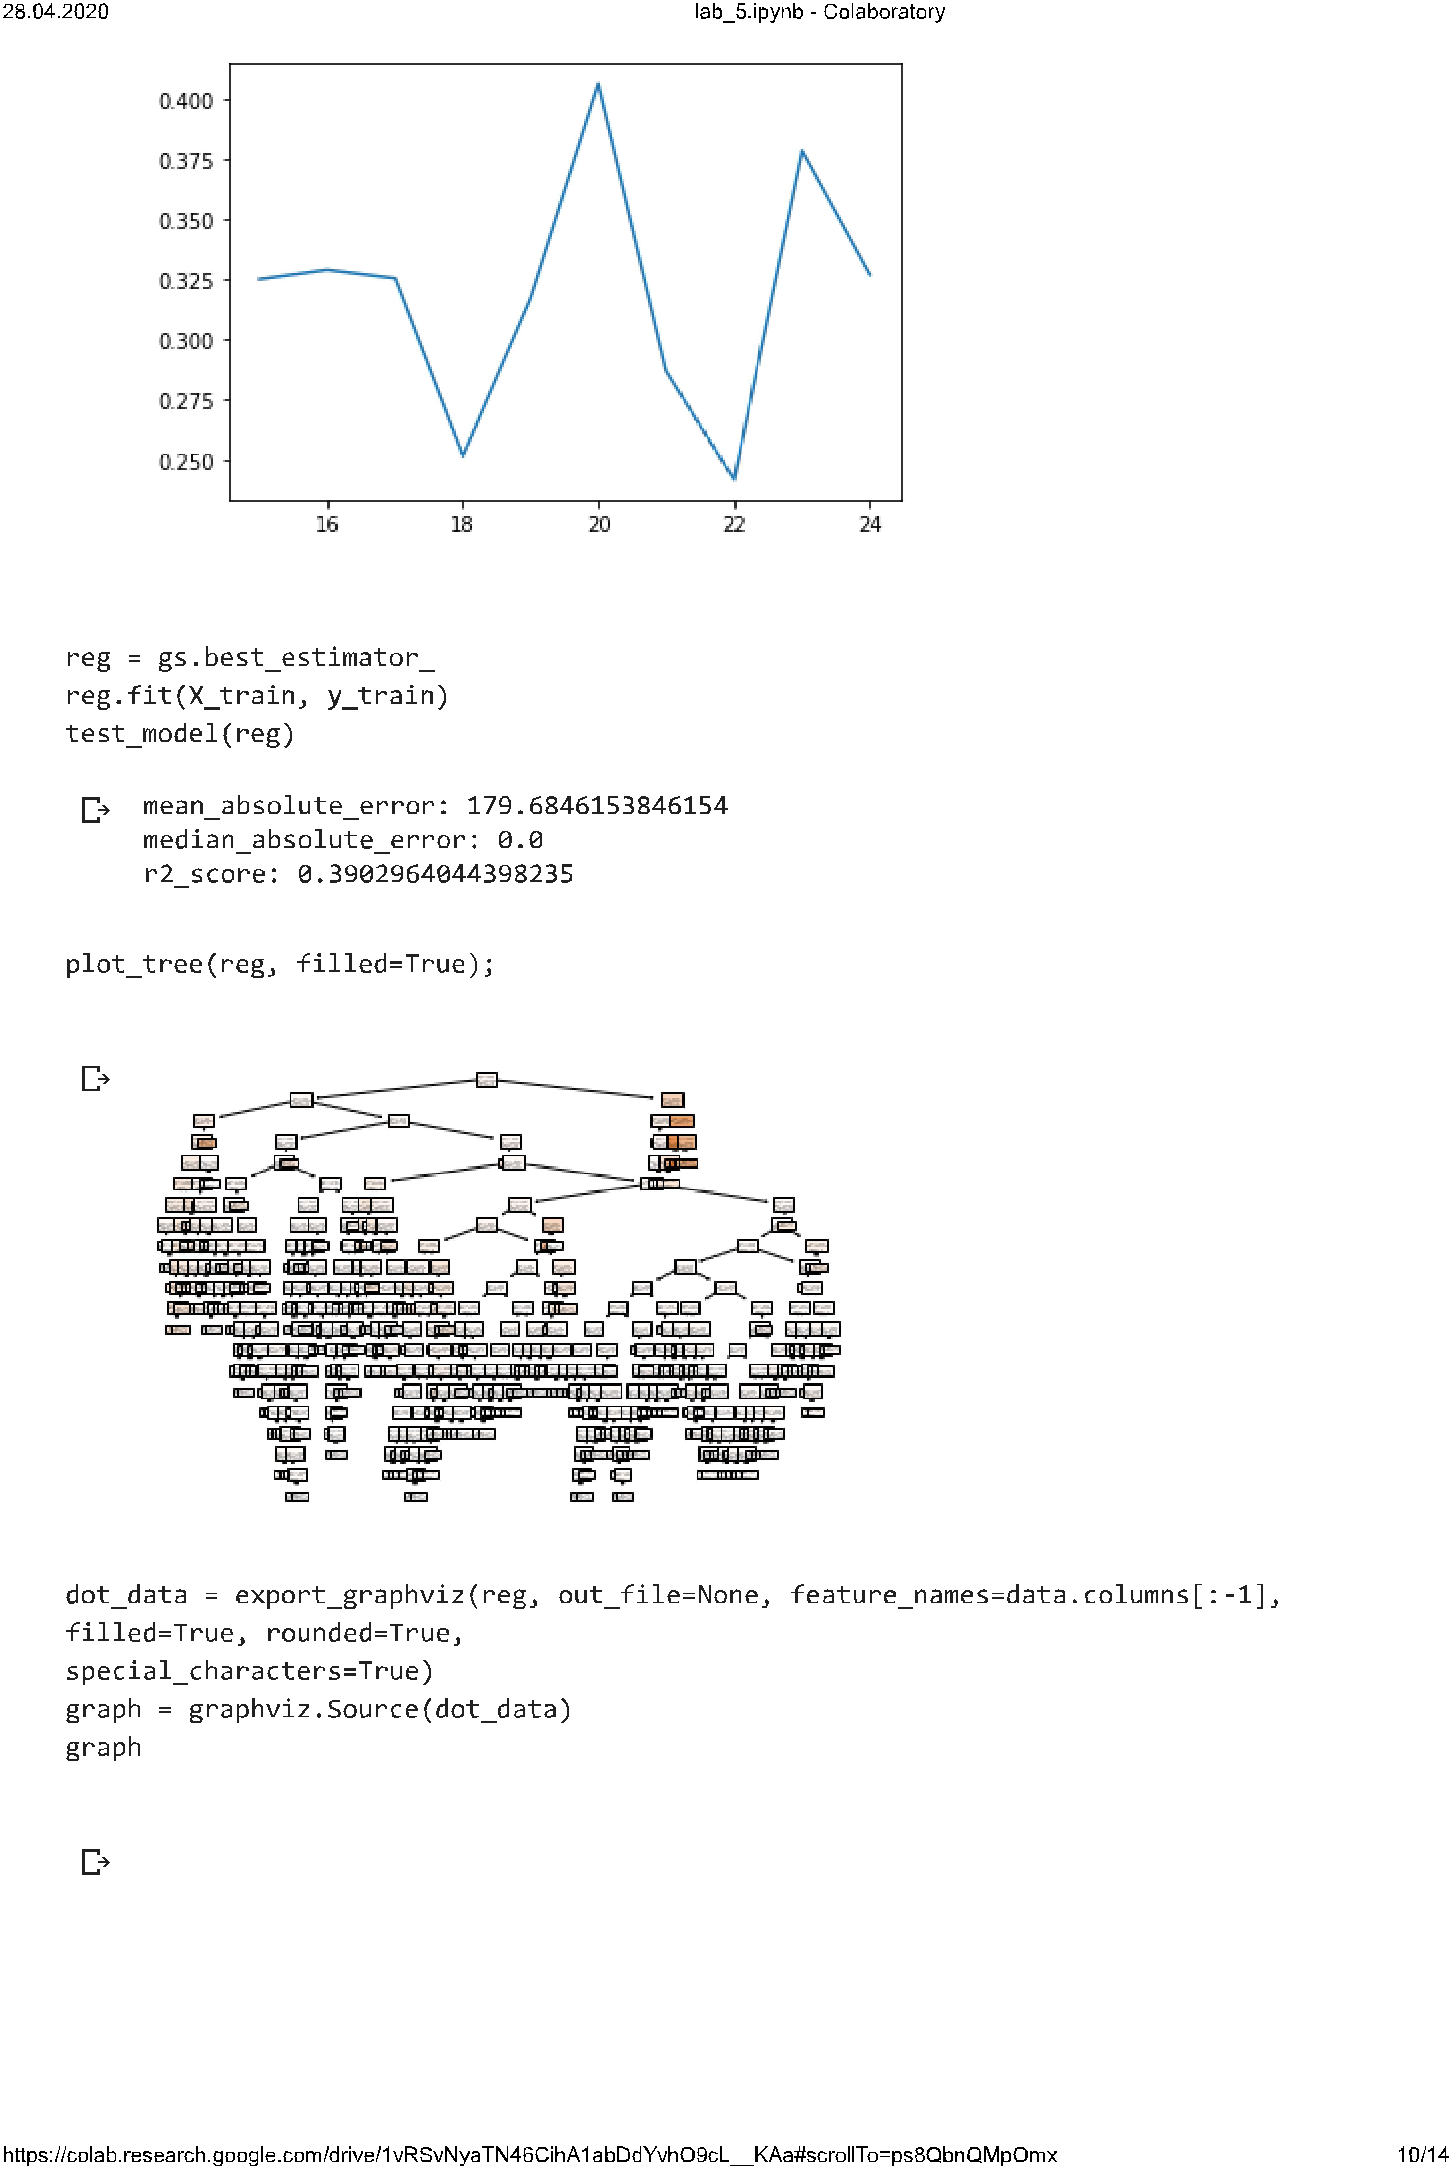 28.04.2020 lab_5.ipynb - Colaboratory
0.400
0.375
0.350
0.325
0.300
0.275
0.250
16 18 20 22 24
reg = gs.best_estimator_
reg.fit(X_train, y_train)
test_model(reg)
mean_absolute_error: 179.6846153846154
median_absolute_error: 0.0
r2_score: 0.3902964044398235
plot_tree(reg, filled=True);
dot_data = export_graphviz(reg, out_file=None, feature_names=data.columns[:-1],
filled=True, rounded=True,
special_characters=True)
graph = graphviz.Source(dot_data)
graph
https://colab.research.google.com/drive/1vRSvNyaTN46CihA1abDdYvhO9cL__KAa#scrollTo=ps8QbnQMpOmx 10/14